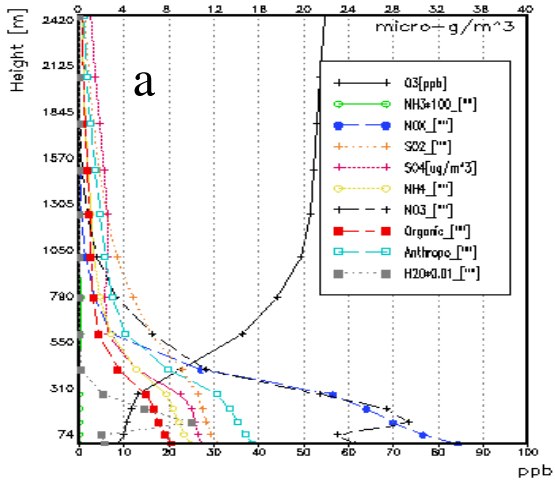 0 4 8 12 16 20 24 28 32 36 40
micro-g/m^3
Height [m]
2420
2125
1845
1570
1305
1050
790
550
310
74
a
O3[ppb]
NH3*100_[""]
NOX_[""]
SO2_[""]
SO4[ug/m^3]
NH4_[""]
NO3_[""]
Organic_[""]
Anthropo_[""]
H2O*0.01_[""]
0 10 20 30 40 50 60 70 80 90 100
ppb